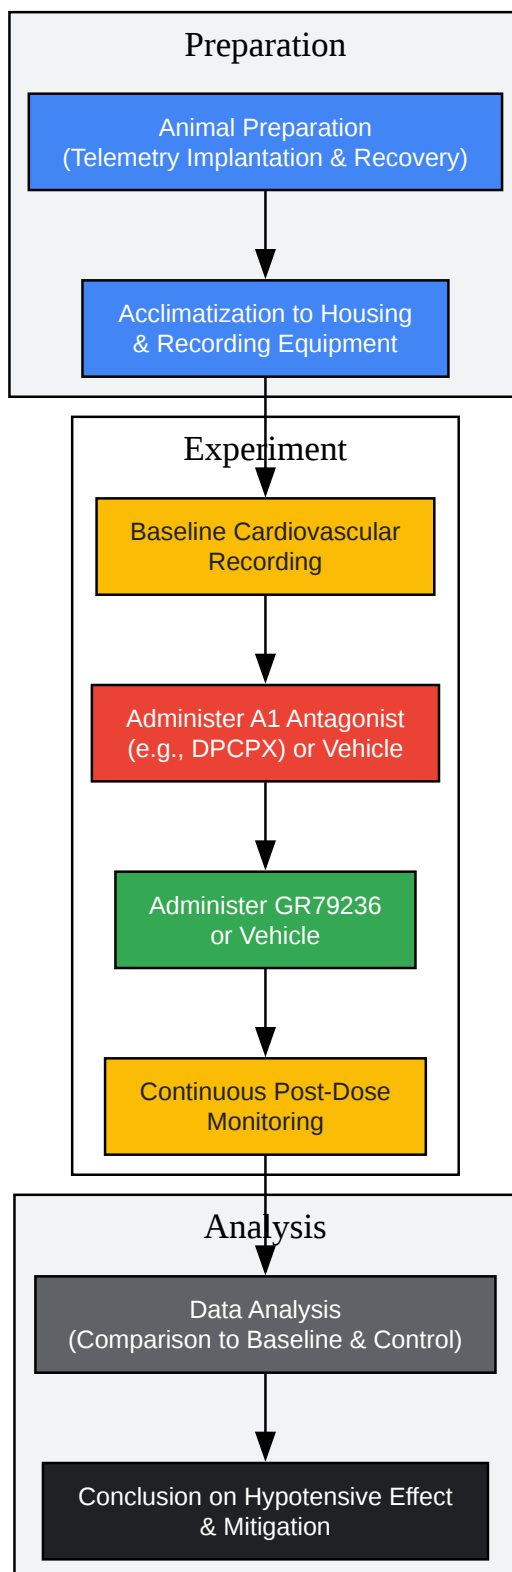 Preparation
Animal Preparation
(Telemetry Implantation & Recovery)
Acclimatization to Housing
& Recording Equipment
Experiment
Baseline Cardiovascular
Recording
Administer A1 Antagonist
(e.g., DPCPX) or Vehicle
Administer GR79236
or Vehicle
Continuous Post-Dose
Monitoring
Analysis
Data Analysis
(Comparison to Baseline & Control)
Conclusion on Hypotensive Effect
& Mitigation